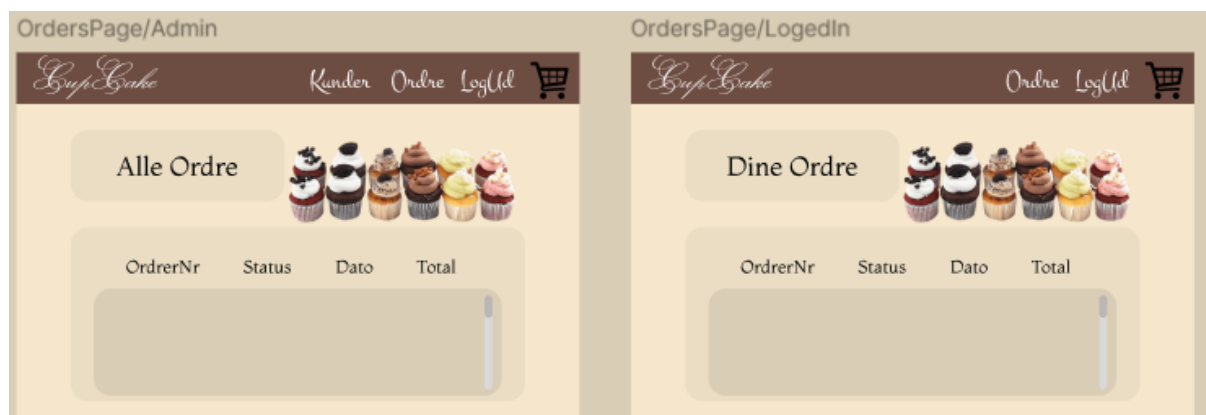 OrdersPage/Admin
CupCake Kunder Ordre LogUd
Alle Ordre
OrdrerNr Status Dato Total
OrdersPage/LogedIn
CupCake Ordre LogUd
Dine Ordre
OrdrerNr Status Dato Total